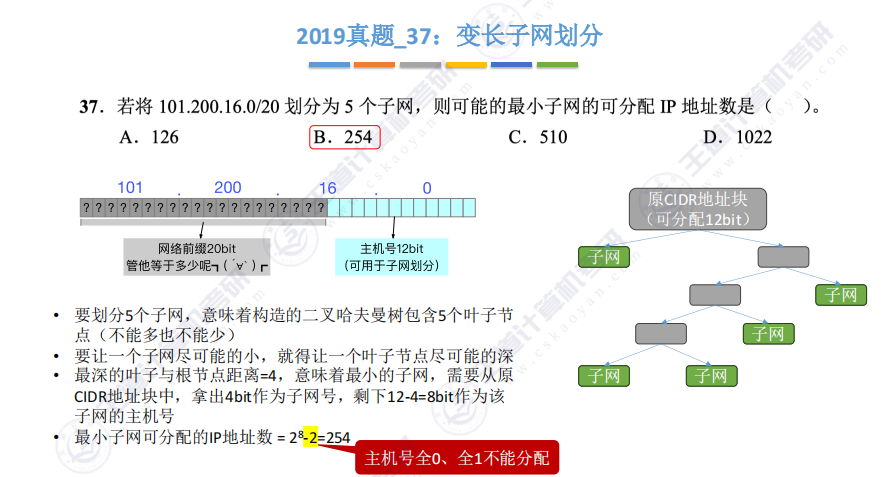 2019真题_37：变长子网划分
37．若将 101.200.16.0/20 划分为 5 个子网，则可能的最小子网的可分配 IP 地址数是（　　）。
A．126 B．254 C．510 D．1022
101 . 200 . 16 . 0
? ? ? ? ? ? ? ? ? ? ? ? ? ? ? ? ? ? ? ?
网络前缀20bit
主机号12bit
（可用于子网划分）
原CIDR地址块
（可分配12bit）
子网
子网
子网
子网 子网
• 要划分5个子网，意味着构造的二叉哈夫曼树包含5个叶子节
点（不能多也不能少）
• 要让一个子网尽可能的小，就得让一个叶子节点尽可能的深
• 最深的叶子与根节点距离=4，意味着最小的子网，需要从原
CIDR地址块中，拿出4bit作为子网号，剩下12-4=8bit作为该
子网的主机号
• 最小子网可分配的IP地址数 = 2⁸-2=254
主机号全0、全1不能分配
王道计算机考研
www.cskaoyan.com